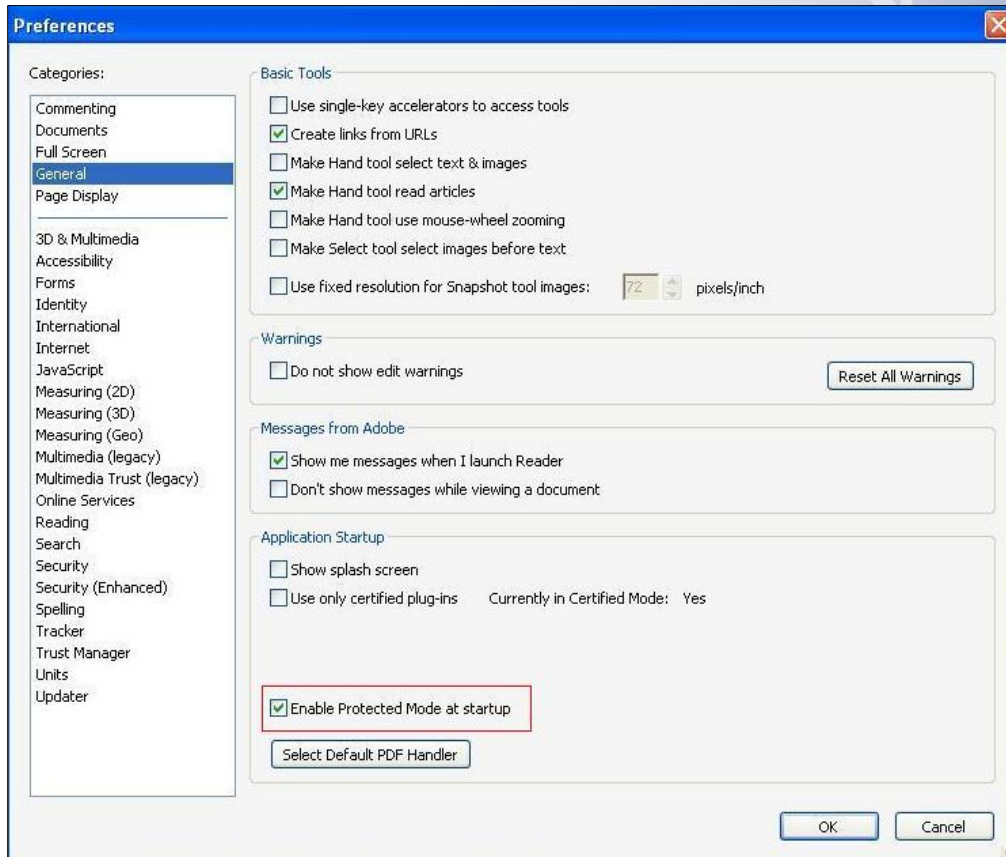 Preferences
Categories:
Commenting
Documents
Full Screen
General
Page Display
3D & Multimedia
Accessibility
Forms
Identity
International
Internet
JavaScript
Measuring (2D)
Measuring (3D)
Measuring (Geo)
Multimedia (legacy)
Multimedia Trust (legacy)
Online Services
Reading
Search
Security
Security (Enhanced)
Spelling
Tracker
Trust Manager
Units
Updater
Basic Tools
Use single-key accelerators to access tools
Create links from URLs
Make Hand tool select text & images
Make Hand tool read articles
Make Hand tool use mouse-wheel zooming
Make Select tool select images before text
Use fixed resolution for Snapshot tool images: 72 pixels/inch
Warnings
Do not show edit warnings Reset All Warnings
Messages from Adobe
Show me messages when I launch Reader
Don't show messages while viewing a document
Application Startup
Show splash screen
Use only certified plug-ins Currently in Certified Mode: Yes
Enable Protected Mode at startup
Select Default PDF Handler
OK Cancel